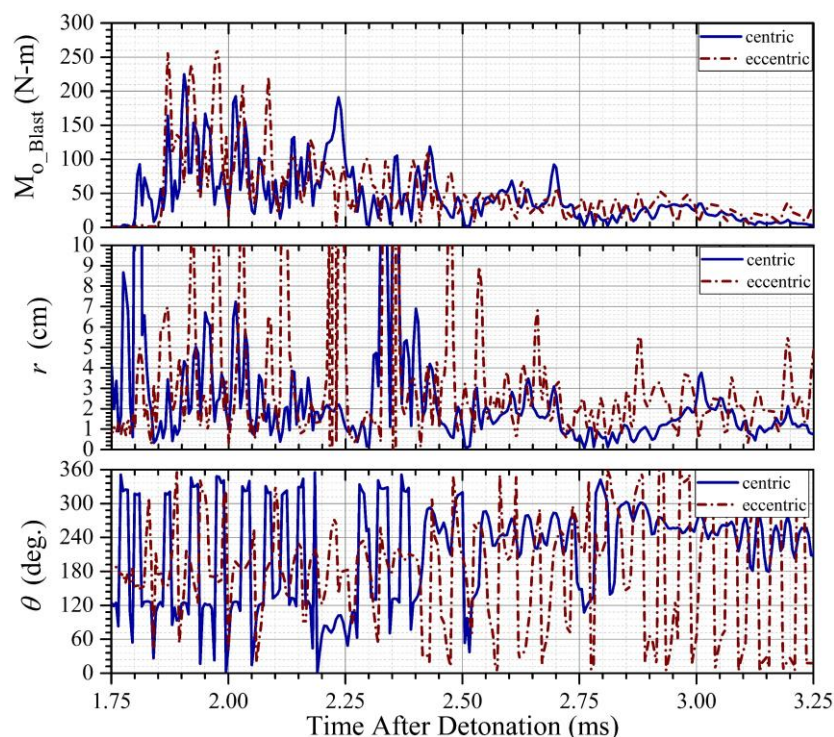 300
250
200
150
100
50
0
M₀_Blast (N-m)
centric
eccentric
10
9
8
7
6
5
4
3
2
1
0
r (cm)
centric
eccentric
360
300
240
180
120
60
0
θ (deg.)
centric
eccentric
1.75 2.00 2.25 2.50 2.75 3.00 3.25
Time After Detonation (ms)